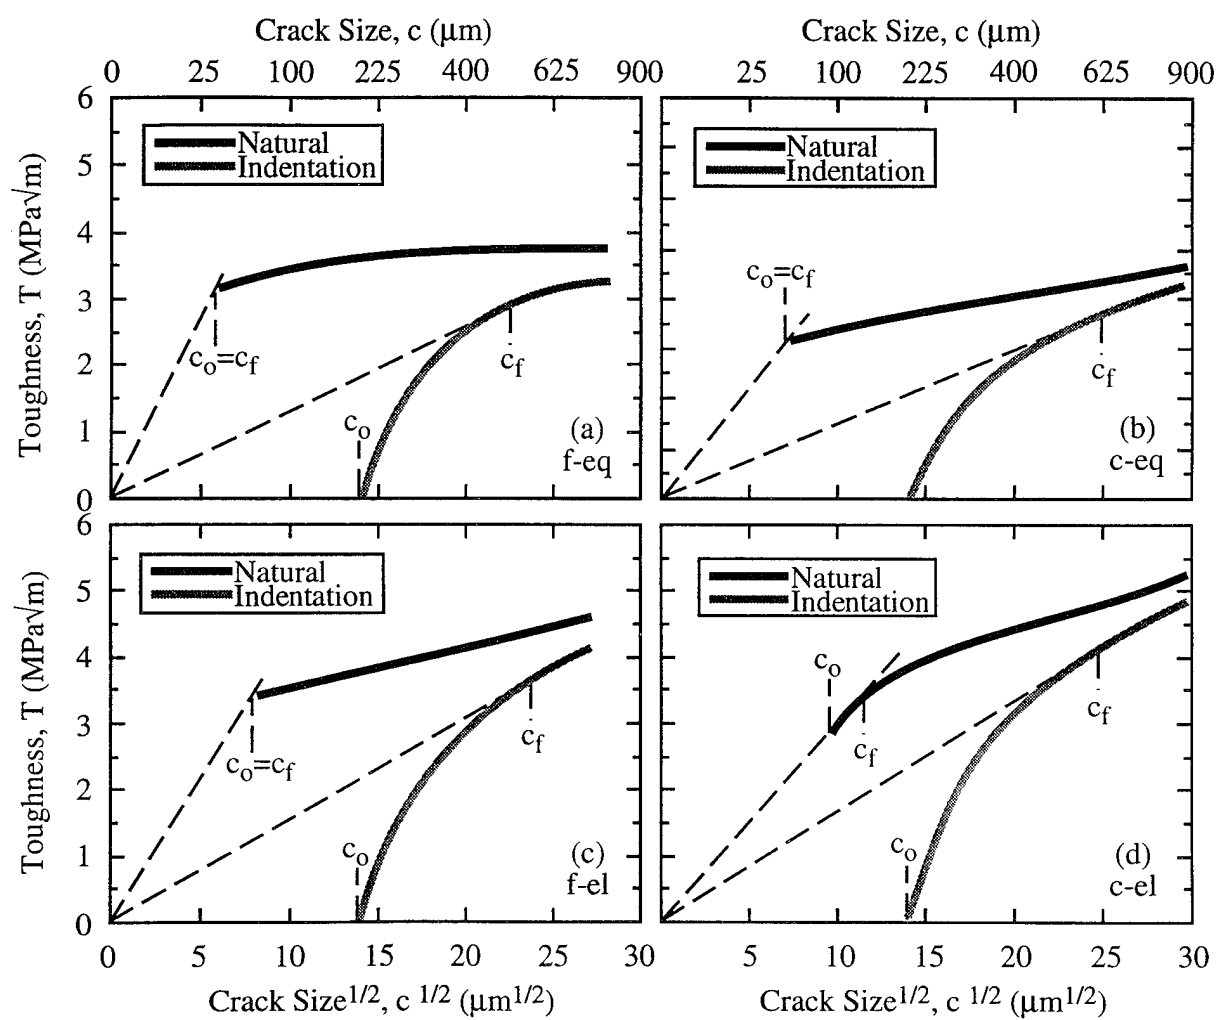 Crack Size, c (μm)
Crack Size, c (μm)
0 25 100 225 400 625 900
0 25 100 225 400 625 900
Toughness, T (MPa√m)
6
5
4
3
2
1
0
Natural
Indentation
c₀=c_f
c₀
c_f
(a)
f-eq
Natural
Indentation
c₀=c_f
c_f
(b)
c-eq
Toughness, T (MPa√m)
6
5
4
3
2
1
0
Natural
Indentation
c₀=c_f
c₀
c_f
(c)
f-el
Natural
Indentation
c₀
c_f
c₀
c_f
(d)
c-el
0 5 10 15 20 25 30
5 10 15 20 25 30
Crack Size^1/2, c ^1/2 (μm^1/2)
Crack Size^1/2, c ^1/2 (μm^1/2)